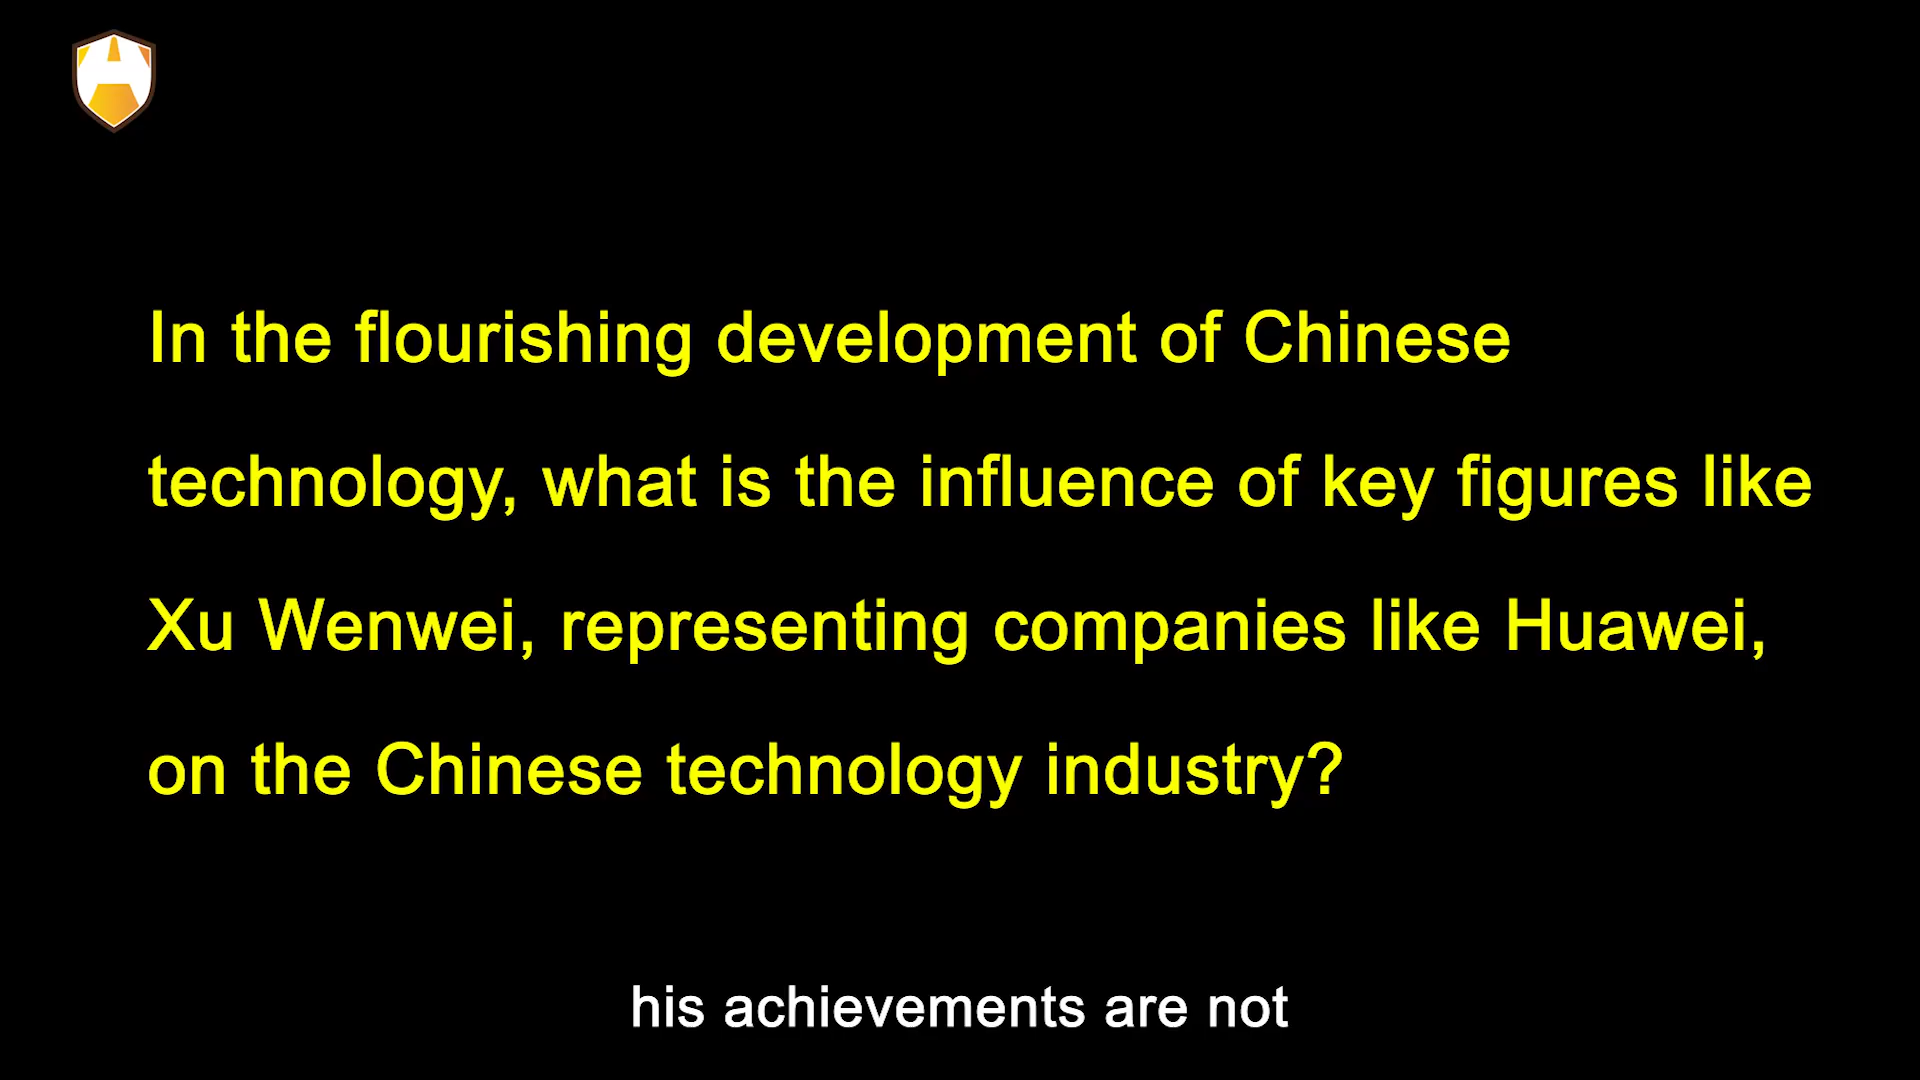 In the flourishing development of Chinese
technology, what is the influence of key figures like
Xu Wenwei, representing companies like Huawei,
on the Chinese technology industry?
his achievements are not